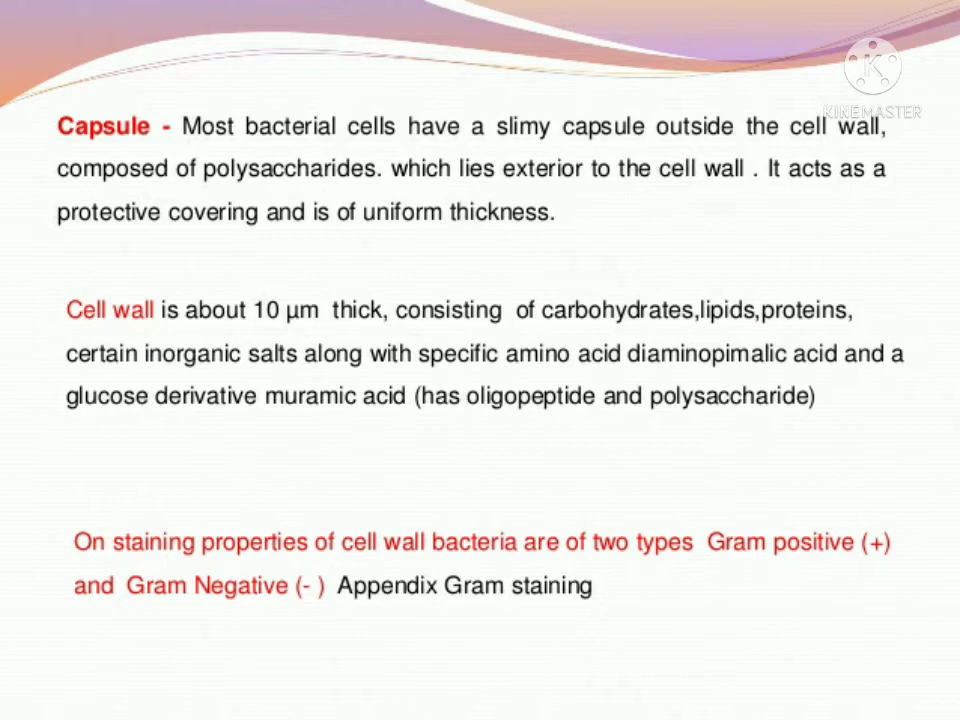 K
KINEMASTER
Capsule - Most bacterial cells have a slimy capsule outside the cell wall,
composed of polysaccharides. which lies exterior to the cell wall . It acts as a
protective covering and is of uniform thickness.
Cell wall is about 10 µm thick, consisting of carbohydrates,lipids,proteins,
certain inorganic salts along with specific amino acid diaminopimalic acid and a
glucose derivative muramic acid (has oligopeptide and polysaccharide)
On staining properties of cell wall bacteria are of two types Gram positive (+)
and Gram Negative (- ) Appendix Gram staining